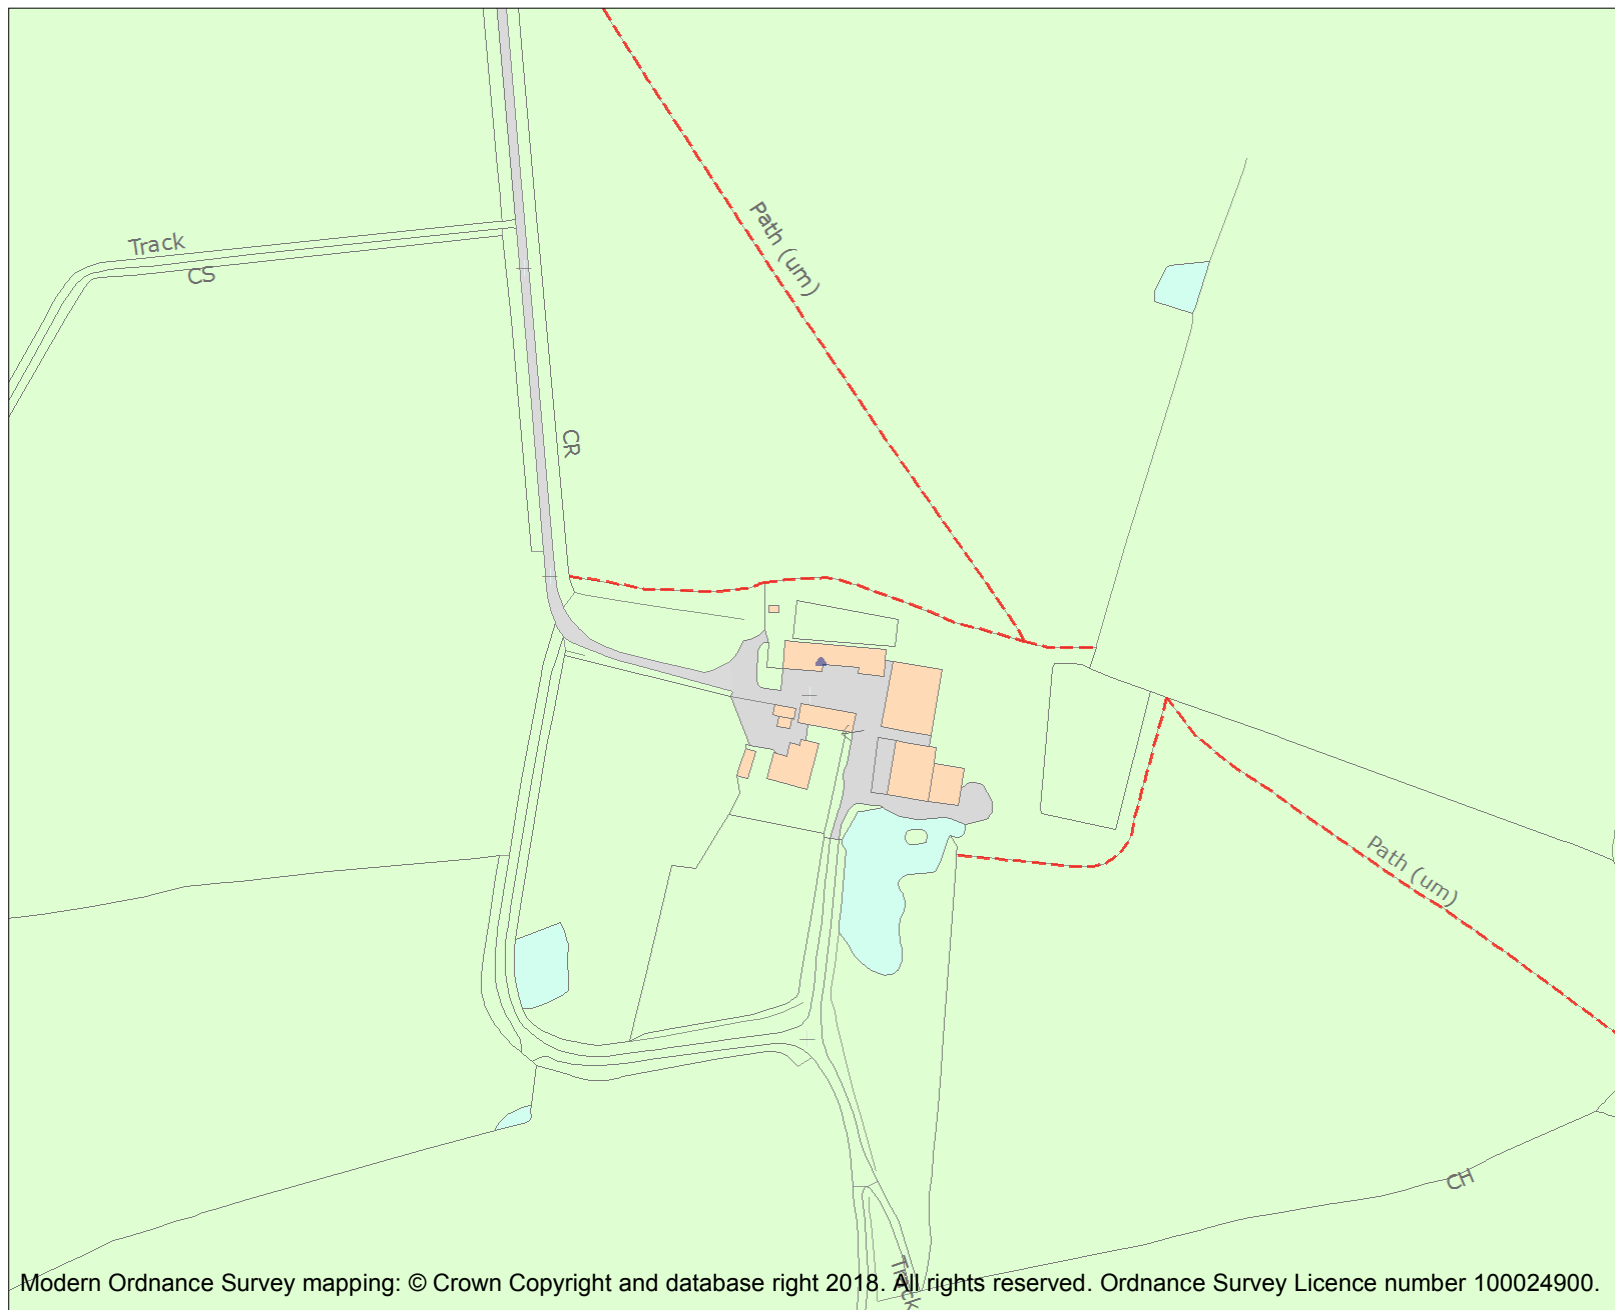 Path (um)
Track
CS
CR
Path (um)
CH
Track
Modern Ordnance Survey mapping: © Crown Copyright and database right 2018. All rights reserved. Ordnance Survey Licence number 100024900.